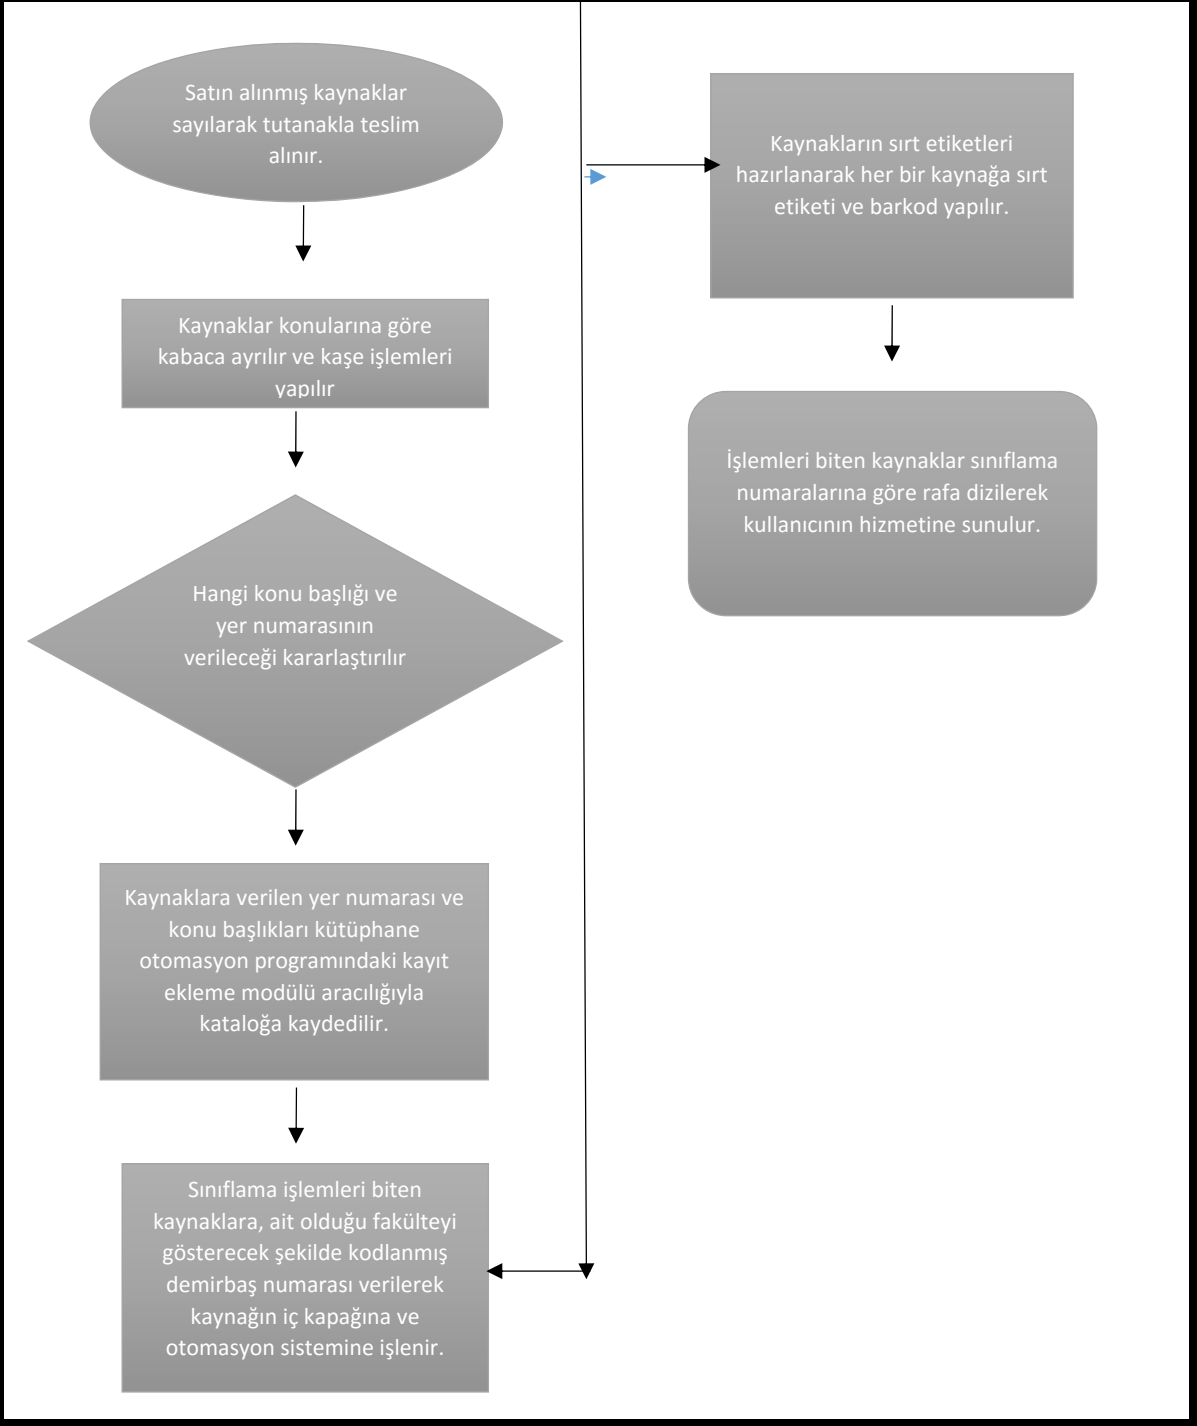 Satın alınmış kaynaklar
sayılarak tutanakla teslim
alınır.
Kaynaklar konularına göre
kabaca ayrılır ve kaşe işlemleri
yapılır
Hangi konu başlığı ve
yer numarasının
verileceği kararlaştırılır
Kaynaklara verilen yer numarası ve
konu başlıkları kütüphane
otomasyon programındaki kayıt
ekleme modülü aracılığıyla
kataloğa kaydedilir.
Sınıflama işlemleri biten
kaynaklara, ait olduğu fakülteyi
gösterecek şekilde kodlanmış
demirbaş numarası verilerek
kaynağın iç kapağına ve
otomasyon sistemine işlenir.
Kaynakların sırt etiketleri
hazırlanarak her bir kaynağa sırt
etiketi ve barkod yapılır.
İşlemleri biten kaynaklar sınıflama
numaralarına göre rafa dizilerek
kullanıcının hizmetine sunulur.